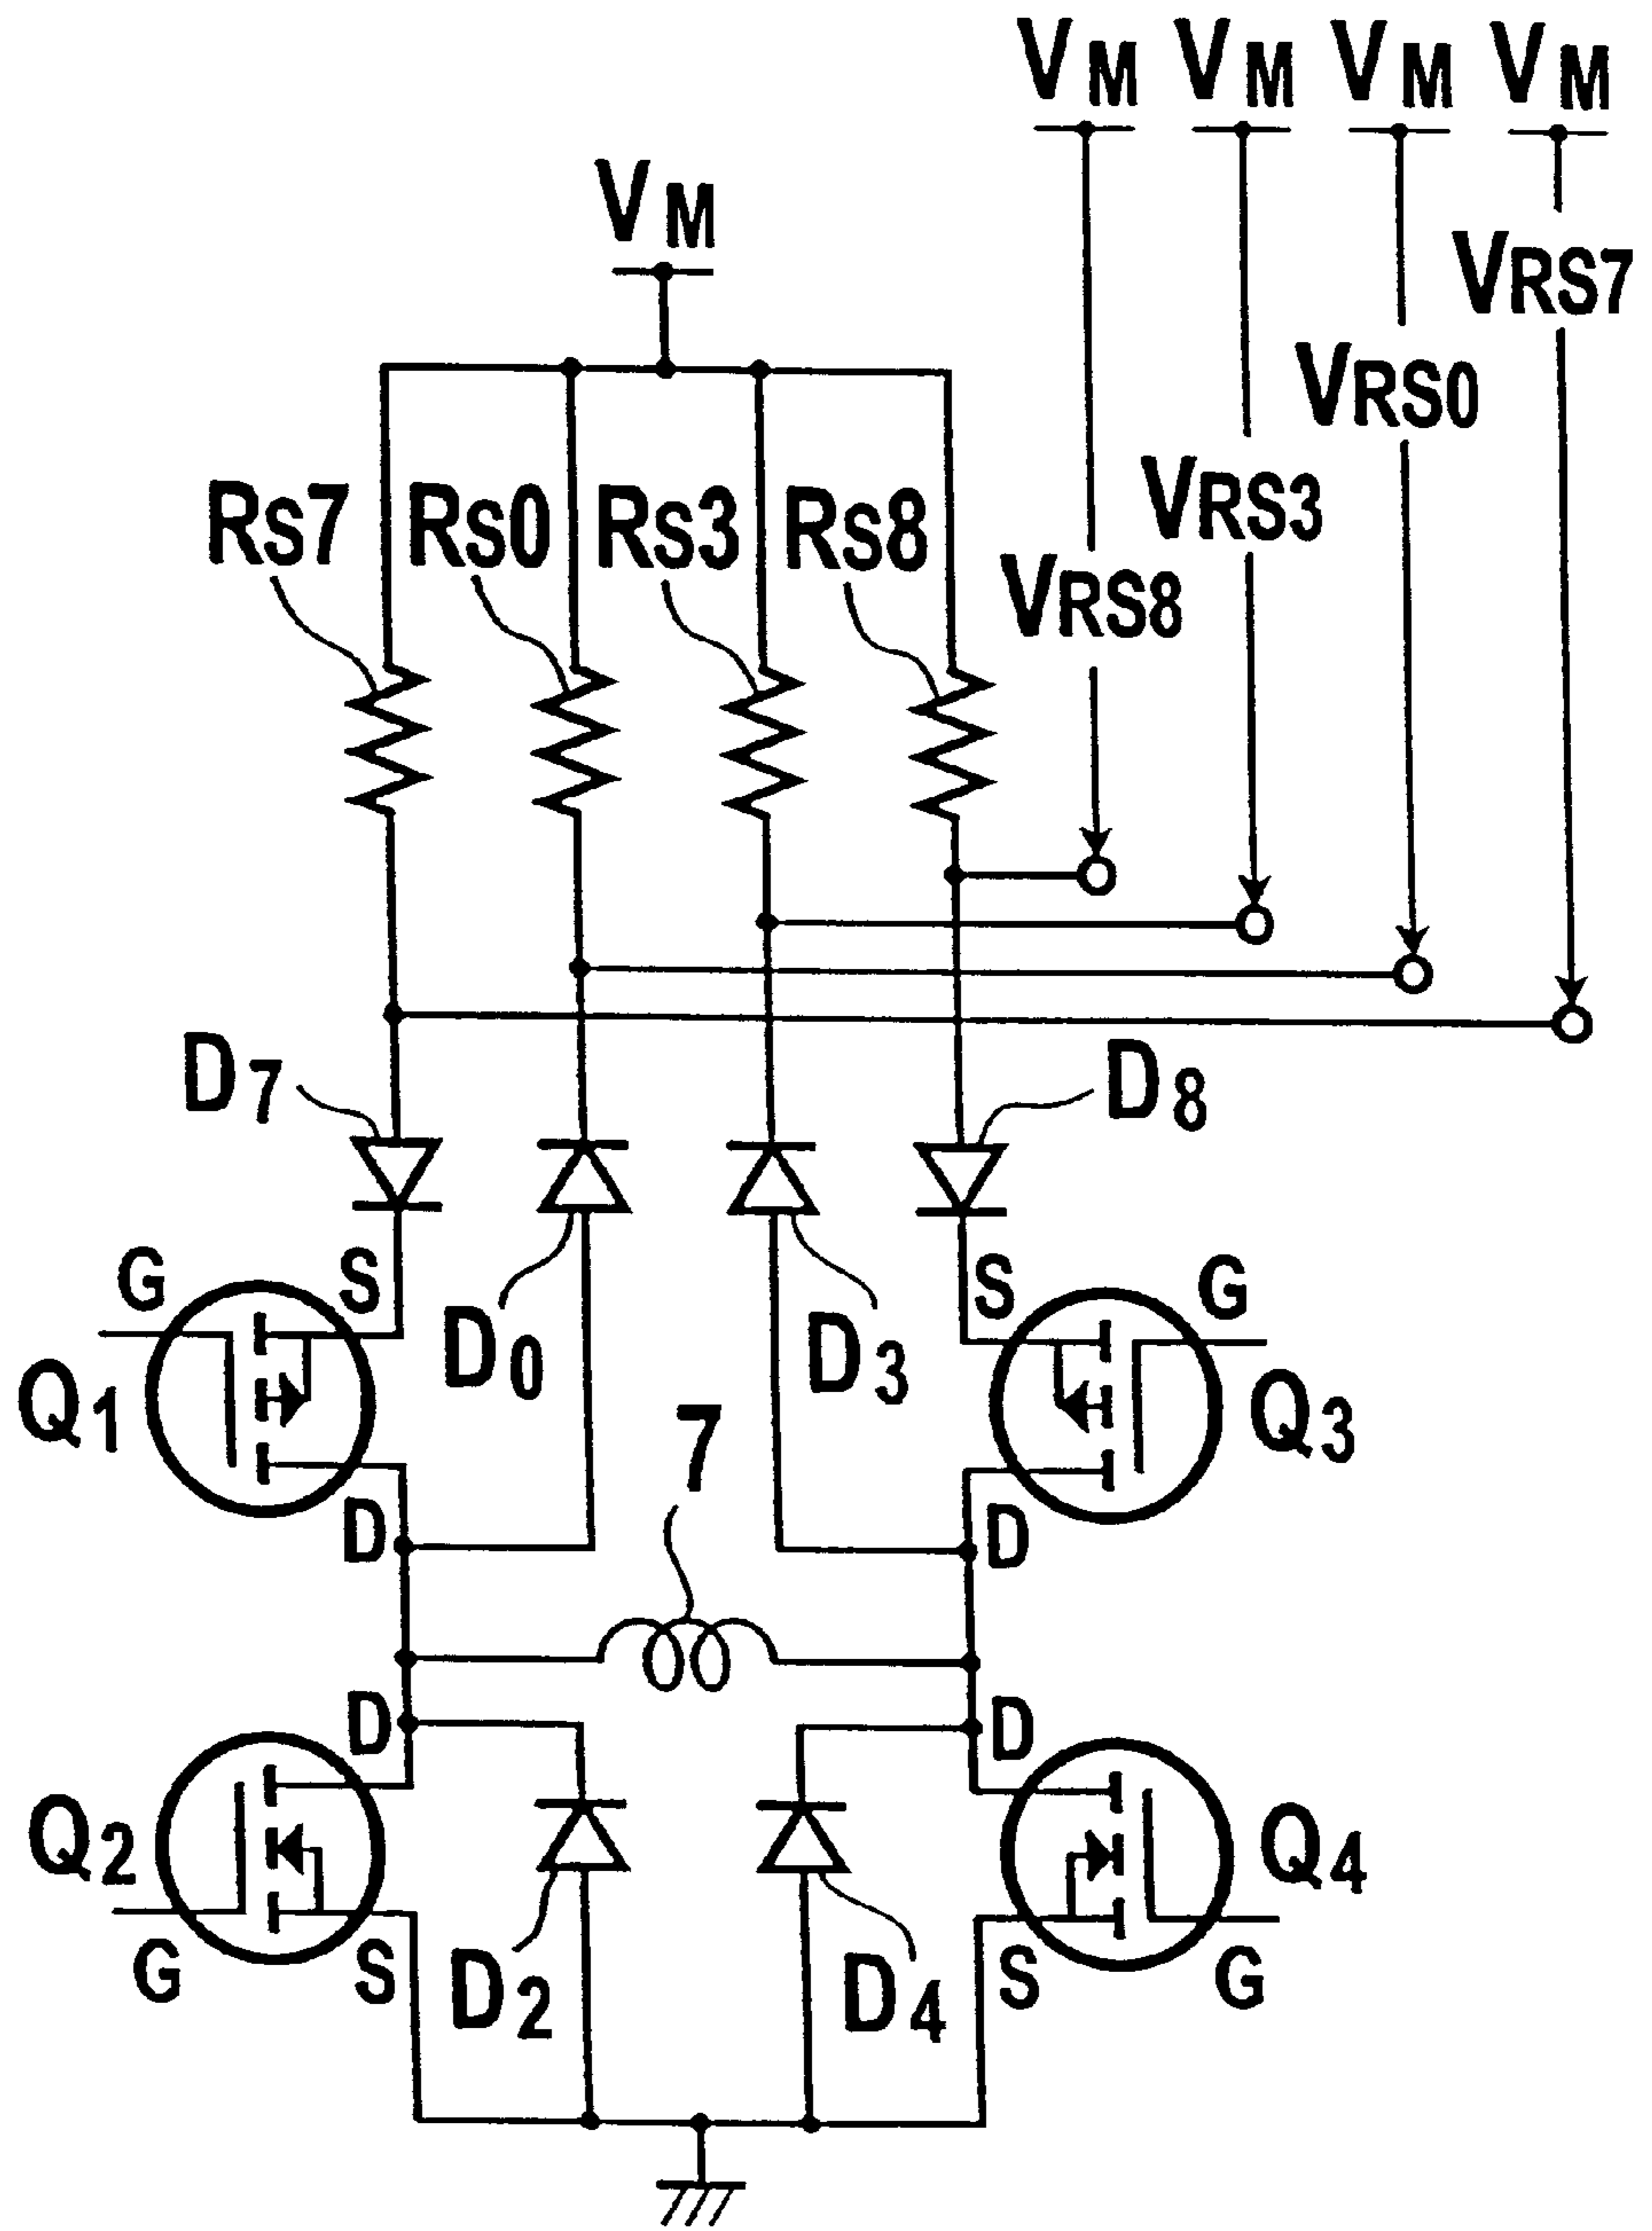 VM VM VM VM
VM
VRS7
VRS0
VRS3
RS7 RS0 RS3 RS8
VRS8
D7 D8
G S S G
D0 D3
Q1 Q3
7
D D
D D
Q2 Q4
G S D2 D4 S G